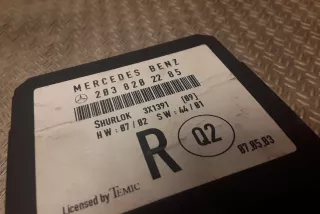 MERCEDES BENZ
203 820 22 85
SHURLOK 3X1391 (09)
HW: 07/02 SW: 44/01
R Q2
07.05.03
Licensed by TEMIC